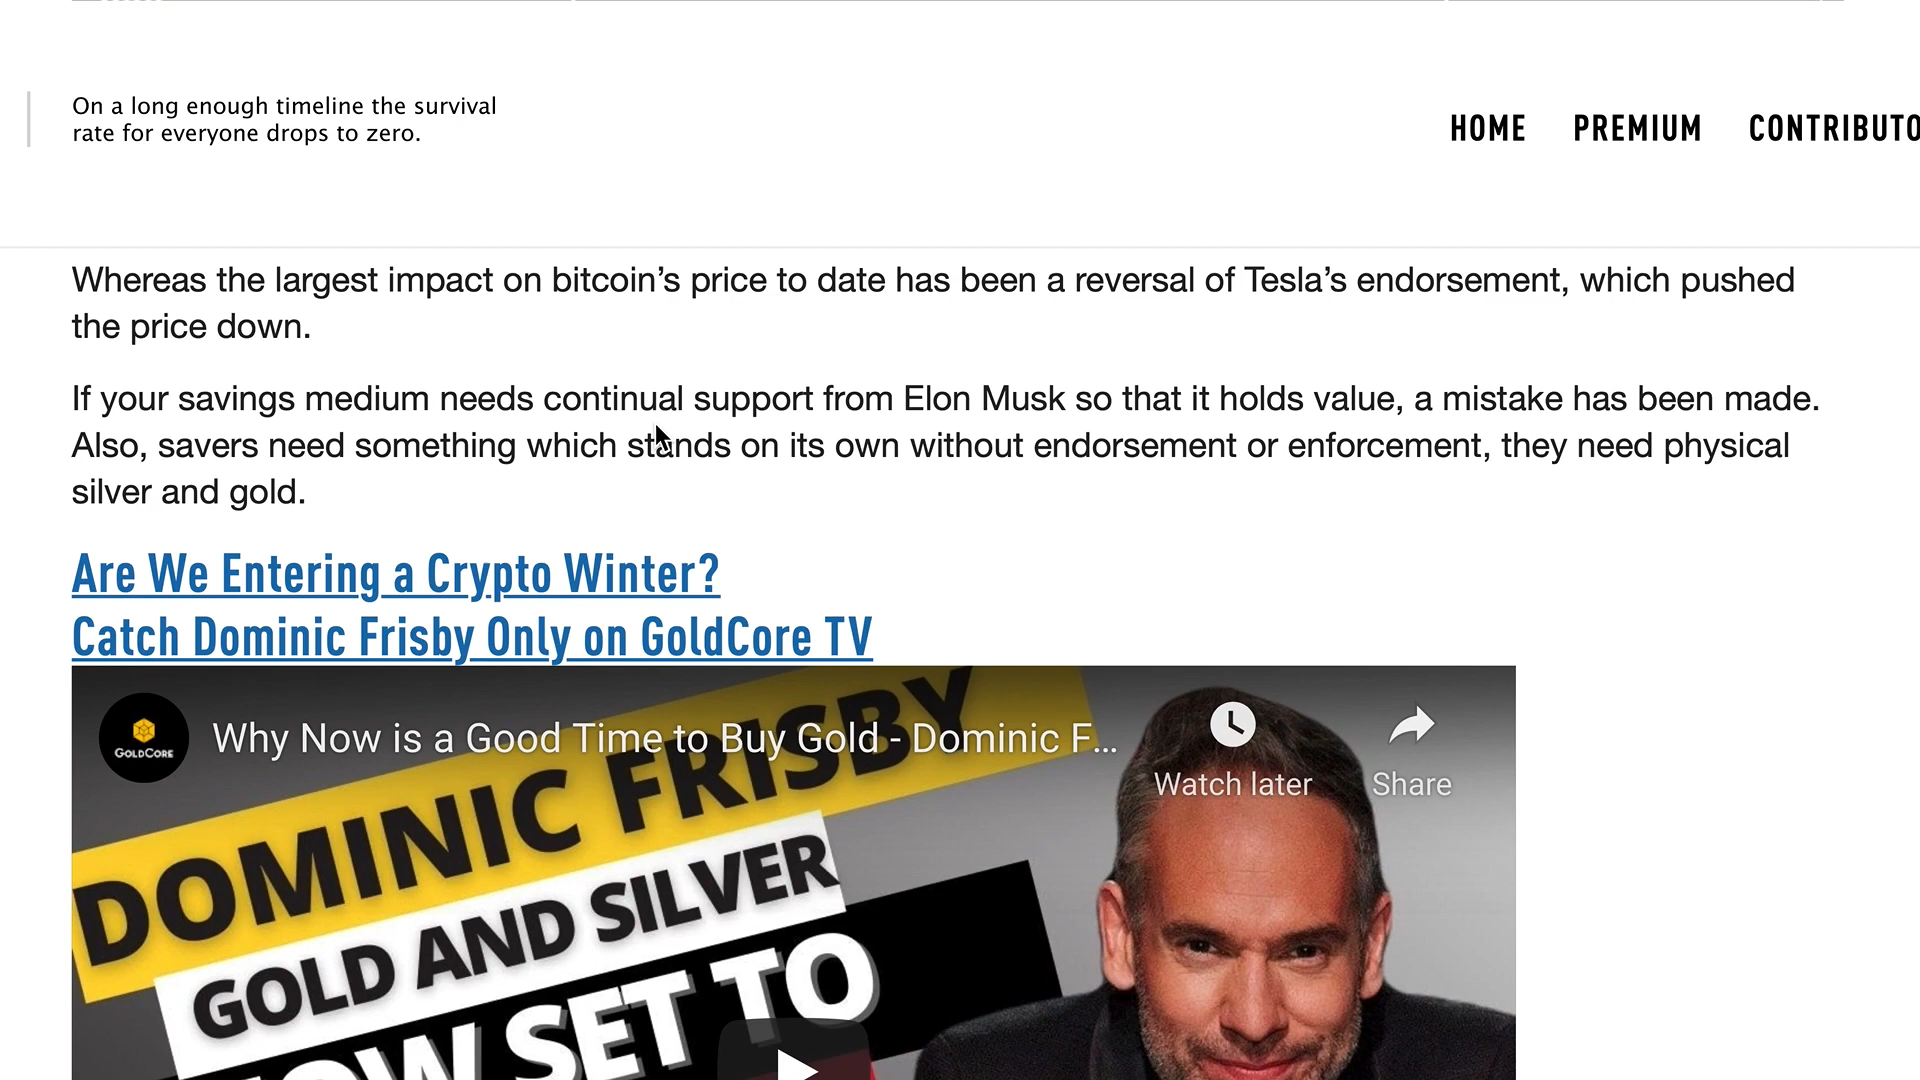 On a long enough timeline the survival
rate for everyone drops to zero.
HOME PREMIUM CONTRIBUTO
Whereas the largest impact on bitcoin’s price to date has been a reversal of Tesla’s endorsement, which pushed
the price down.
If your savings medium needs continual support from Elon Musk so that it holds value, a mistake has been made.
Also, savers need something which stands on its own without endorsement or enforcement, they need physical
silver and gold.
Are We Entering a Crypto Winter?
Catch Dominic Frisby Only on GoldCore TV
GOLDCORE
Why Now is a Good Time to Buy Gold - Dominic F...
Watch later
Share
DOMINIC FRISBY
GOLD AND SILVER
OW SET TO